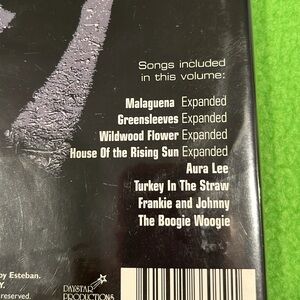 Songs included
in this volume:
Malaguena Expanded
Greensleeves Expanded
Wildwood Flower Expanded
House Of the Rising Sun Expanded
Aura Lee
Turkey In The Straw
Frankie and Johnny
The Boogie Woogie
by Esteban.
Y.
reserved.
DAYSTAR
PRODUCTIONS